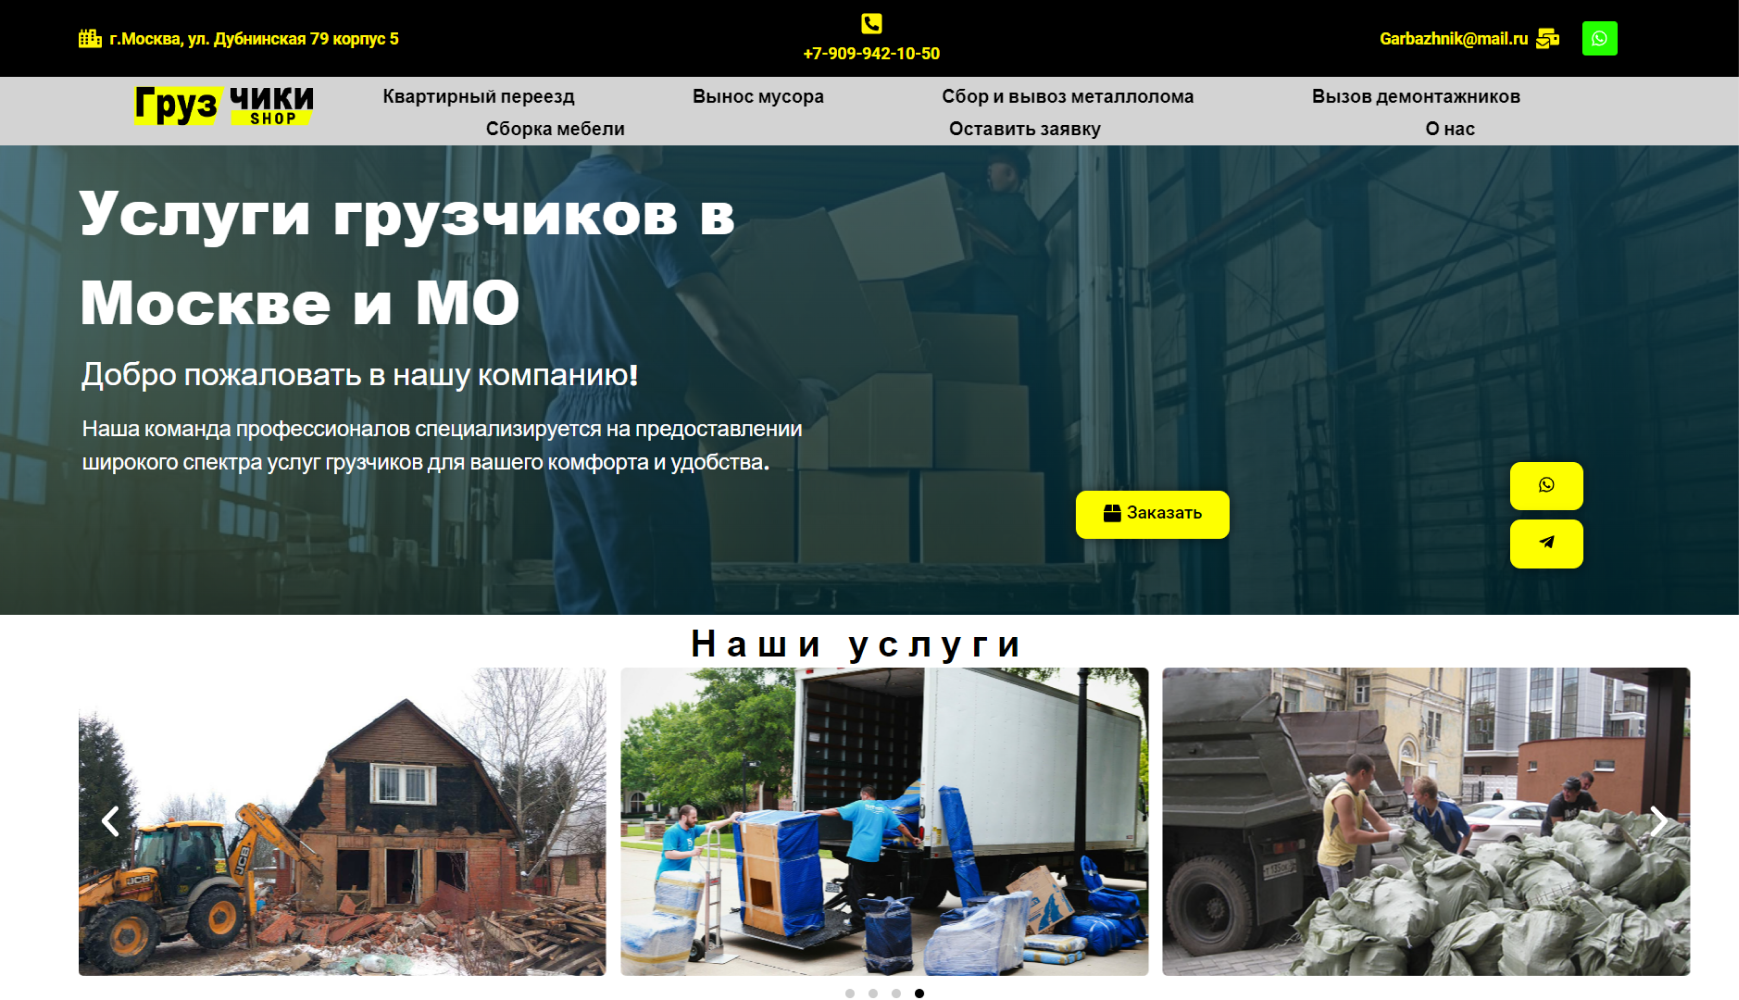 г.Москва, ул. Дубнинская 79 корпус 5
+7-909-942-10-50
Garbazhnik@mail.ru
Груз чики
SHOP
Квартирный переезд
Вынос мусора
Сбор и вывоз металлолома
Вызов демонтажников
Сборка мебели
Оставить заявку
О нас
Услуги грузчиков в
Москве и МО
Добро пожаловать в нашу компанию!
Наша команда профессионалов специализируется на предоставлении
широкого спектра услуг грузчиков для вашего комфорта и удобства.
Заказать
Наши услуги
JCB
JCB